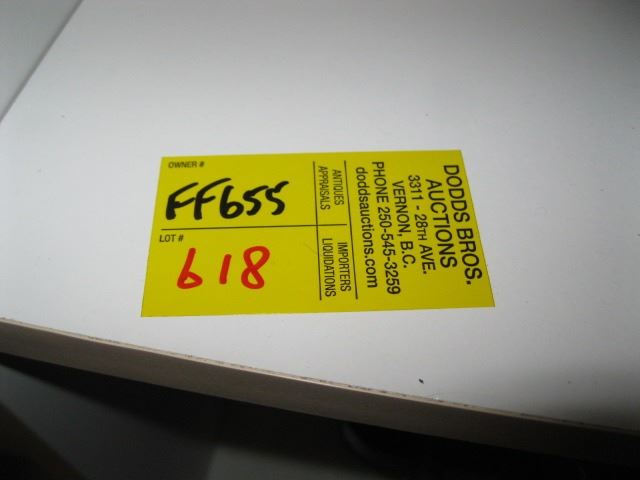 OWNER #
FF655
LOT #
618
ANTIQUES
APPRAISALS
IMPORTERS
LIQUIDATIONS
DODDS BROS.
AUCTIONS
3311 - 28TH AVE.
VERNON, B.C.
PHONE 250-545-3259
doddsauctions.com